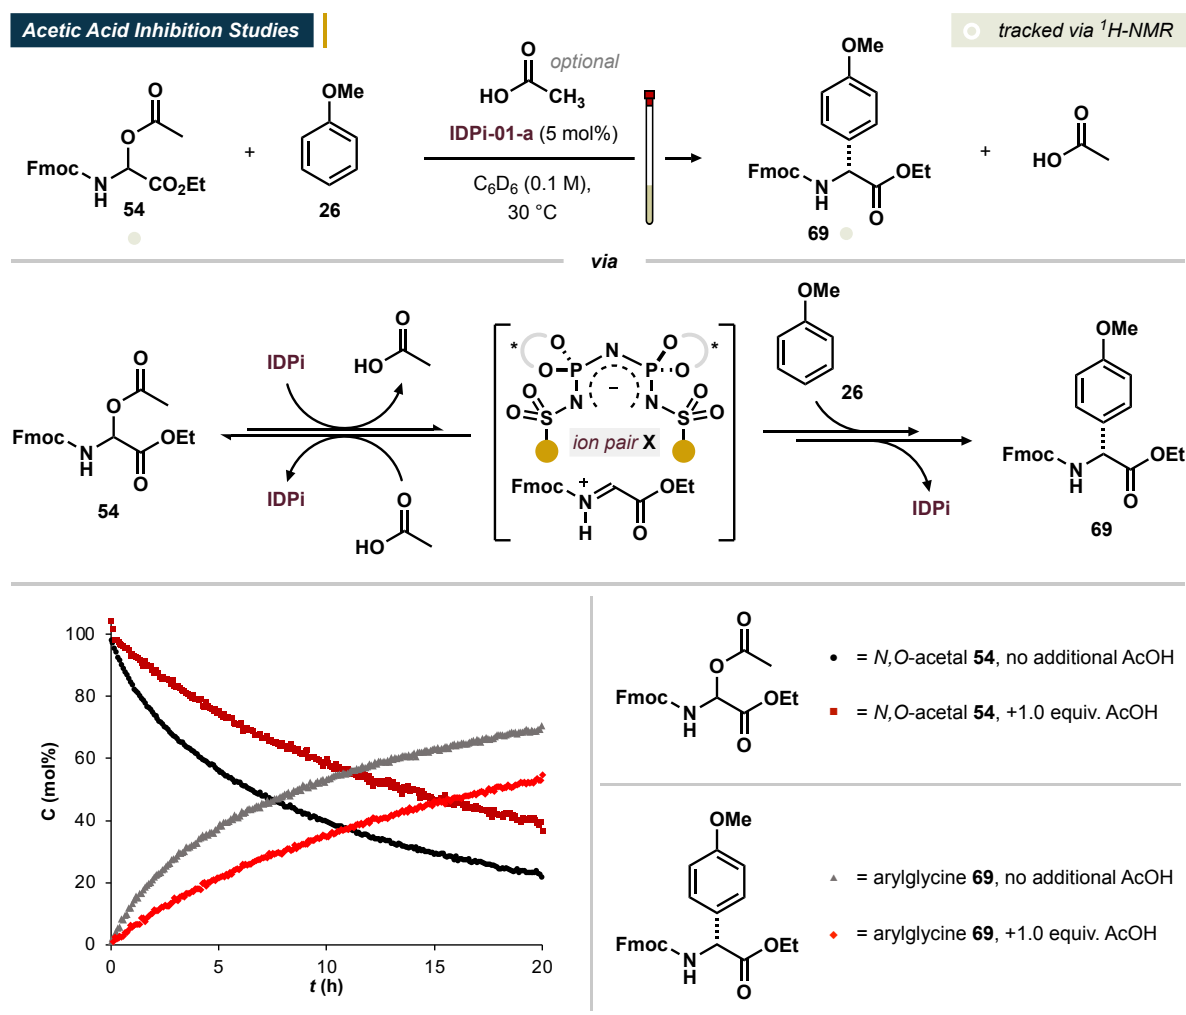 Acetic Acid Inhibition Studies
tracked via ¹H-NMR
O
O
Fmoc
N
H
CO₂Et
54
+
OMe
26
O
HO
CH₃
optional
IDPi-01-a (5 mol%)
C₆D₆ (0.1 M),
30 °C
OMe
Fmoc
N
H
OEt
O
69
+
O
HO
via
O
O
Fmoc
N
H
OEt
O
54
IDPi
O
HO
IDPi
O
HO
* O N O *
O P P O
N – N
O S S O
O O
ion pair X
Fmoc
+
N
H
OEt
O
OMe
26
IDPi
OMe
Fmoc
N
H
OEt
O
69
C (mol%)
100
80
60
40
20
0
0 5 10 15 20
t (h)
O
O
Fmoc
N
H
OEt
O
= N,O-acetal 54, no additional AcOH
= N,O-acetal 54, +1.0 equiv. AcOH
OMe
Fmoc
N
H
OEt
O
= arylglycine 69, no additional AcOH
= arylglycine 69, +1.0 equiv. AcOH